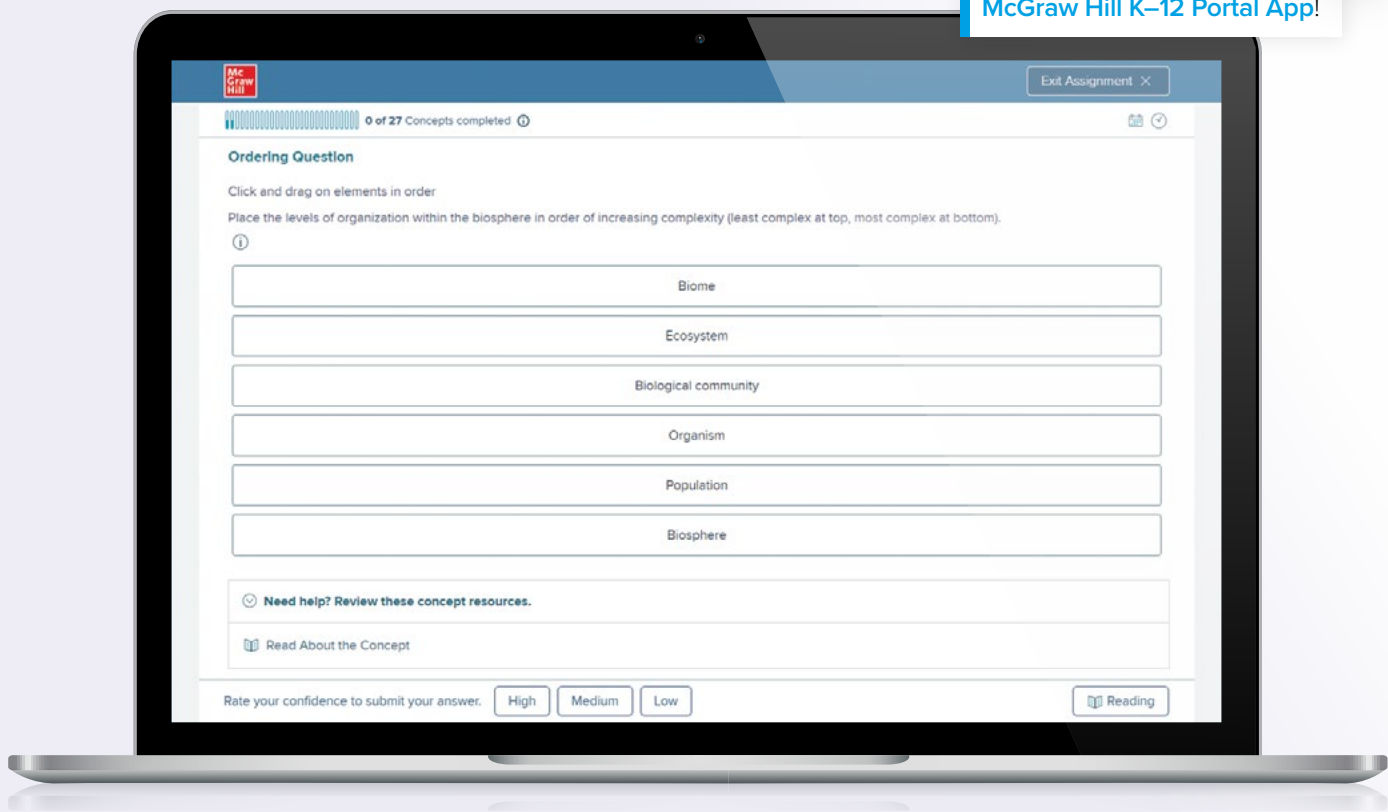 McGraw Hill K–12 Portal App!
Mc
Graw
Hill
Exit Assignment ×
0 of 27 Concepts completed
Ordering Question
Click and drag on elements in order
Place the levels of organization within the biosphere in order of increasing complexity (least complex at top, most complex at bottom).
Biome
Ecosystem
Biological community
Organism
Population
Biosphere
Need help? Review these concept resources.
Read About the Concept
Rate your confidence to submit your answer. High Medium Low Reading